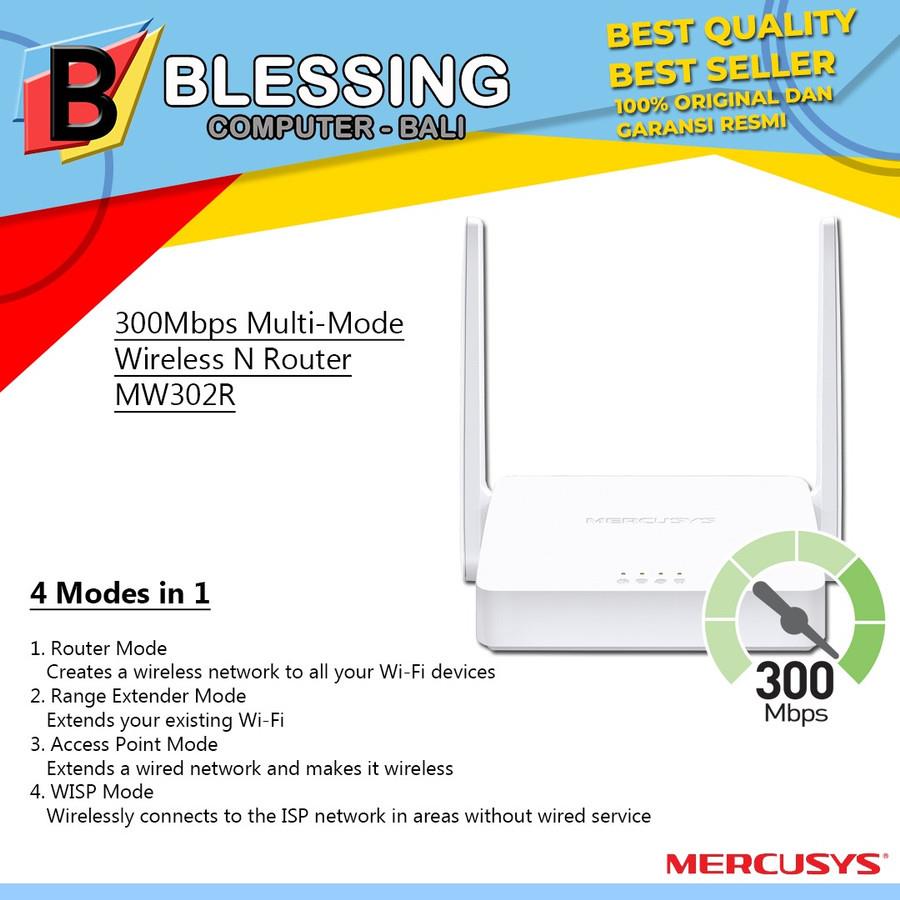 B BLESSING
COMPUTER - BALI
BEST QUALITY
BEST SELLER
100% ORIGINAL DAN
GARANSI RESMI
300Mbps Multi-Mode
Wireless N Router
MW302R
MERCUSYS
4 Modes in 1
1. Router Mode
Creates a wireless network to all your Wi-Fi devices
2. Range Extender Mode
Extends your existing Wi-Fi
3. Access Point Mode
Extends a wired network and makes it wireless
4. WISP Mode
Wirelessly connects to the ISP network in areas without wired service
300
Mbps
MERCUSYS®